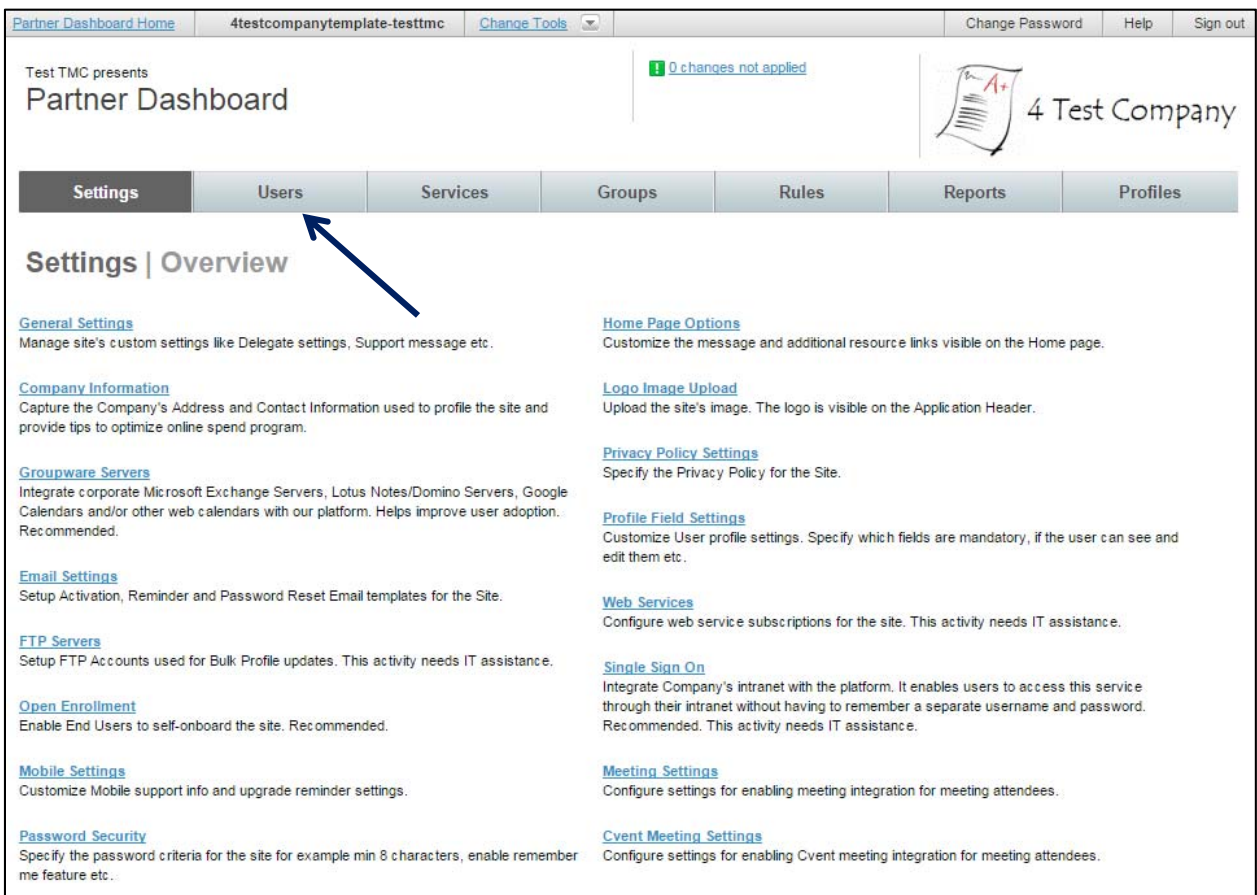 Partner Dashboard Home
4testcompanytemplate-testtmc
Change Tools
Change Password
Help
Sign out
Test TMC presents
Partner Dashboard
0 changes not applied
A+
4 Test Company
Settings
Users
Services
Groups
Rules
Reports
Profiles
Settings | Overview
General Settings
Manage site's custom settings like Delegate settings, Support message etc.
Company Information
Capture the Company's Address and Contact Information used to profile the site and
provide tips to optimize online spend program.
Groupware Servers
Integrate corporate Microsoft Exchange Servers, Lotus Notes/Domino Servers, Google
Calendars and/or other web calendars with our platform. Helps improve user adoption.
Recommended.
Email Settings
Setup Activation, Reminder and Password Reset Email templates for the Site.
FTP Servers
Setup FTP Accounts used for Bulk Profile updates. This activity needs IT assistance.
Open Enrollment
Enable End Users to self-onboard the site. Recommended.
Mobile Settings
Customize Mobile support info and upgrade reminder settings.
Password Security
Specify the password criteria for the site for example min 8 characters, enable remember
me feature etc.
Home Page Options
Customize the message and additional resource links visible on the Home page.
Logo Image Upload
Upload the site's image. The logo is visible on the Application Header.
Privacy Policy Settings
Specify the Privacy Policy for the Site.
Profile Field Settings
Customize User profile settings. Specify which fields are mandatory, if the user can see and
edit them etc.
Web Services
Configure web service subscriptions for the site. This activity needs IT assistance.
Single Sign On
Integrate Company's intranet with the platform. It enables users to access this service
through their intranet without having to remember a separate username and password.
Recommended. This activity needs IT assistance.
Meeting Settings
Configure settings for enabling meeting integration for meeting attendees.
Cvent Meeting Settings
Configure settings for enabling Cvent meeting integration for meeting attendees.